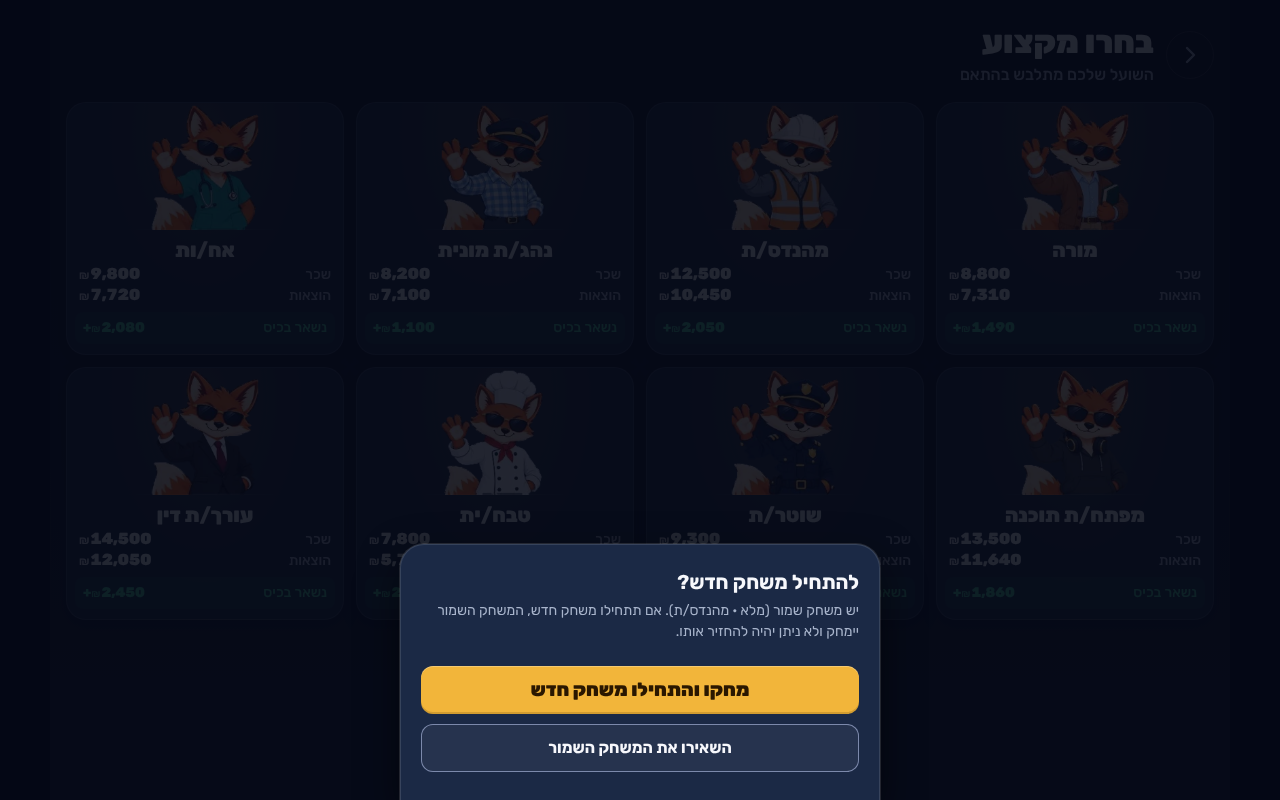 בחרו מקצוע
השועל שלכם מתלבש בהתאם
מורה
שכר ₪8,800
הוצאות ₪7,310
נשאר בכיס +₪1,490
מהנדס/ת
שכר ₪12,500
הוצאות ₪10,450
נשאר בכיס +₪2,050
נהג/ת מונית
שכר ₪8,200
הוצאות ₪7,100
נשאר בכיס +₪1,100
אח/ות
שכר ₪9,800
הוצאות ₪7,720
נשאר בכיס +₪2,080
מפתח/ת תוכנה
שכר ₪13,500
הוצאות ₪11,640
נשאר בכיס +₪1,860
שוטר/ת
שכר ₪9,300
טבח/ית
שכר ₪7,800
עורך/ת דין
שכר ₪14,500
הוצאות ₪12,050
נשאר בכיס +₪2,450
להתחיל משחק חדש?
יש משחק שמור (מלא • מהנדס/ת). אם תתחילו משחק חדש, המשחק השמור
יימחק ולא ניתן יהיה להחזיר אותו.
מחקו והתחילו משחק חדש
השאירו את המשחק השמור